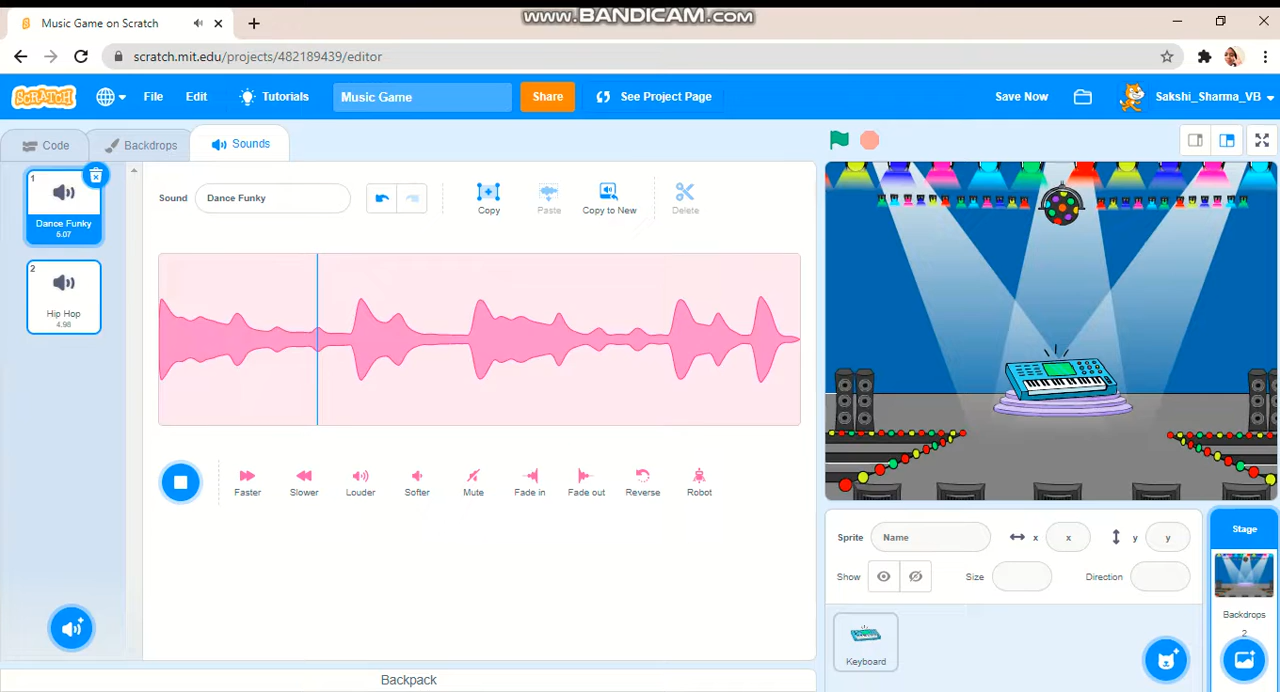 www.BANDICAM.com
Music Game on Scratch
scratch.mit.edu/projects/482189439/editor
SCRATCH
File
Edit
Tutorials
Music Game
Share
See Project Page
Save Now
Sakshi_Sharma_VB
Code
Backdrops
Sounds
1
Dance Funky
6.07
2
Hip Hop
4.98
Sound
Dance Funky
Copy
Paste
Copy to New
Delete
Faster
Slower
Louder
Softer
Mute
Fade in
Fade out
Reverse
Robot
Sprite
Name
x
x
y
y
Show
Size
Direction
Keyboard
Stage
Backdrops
2
Backpack